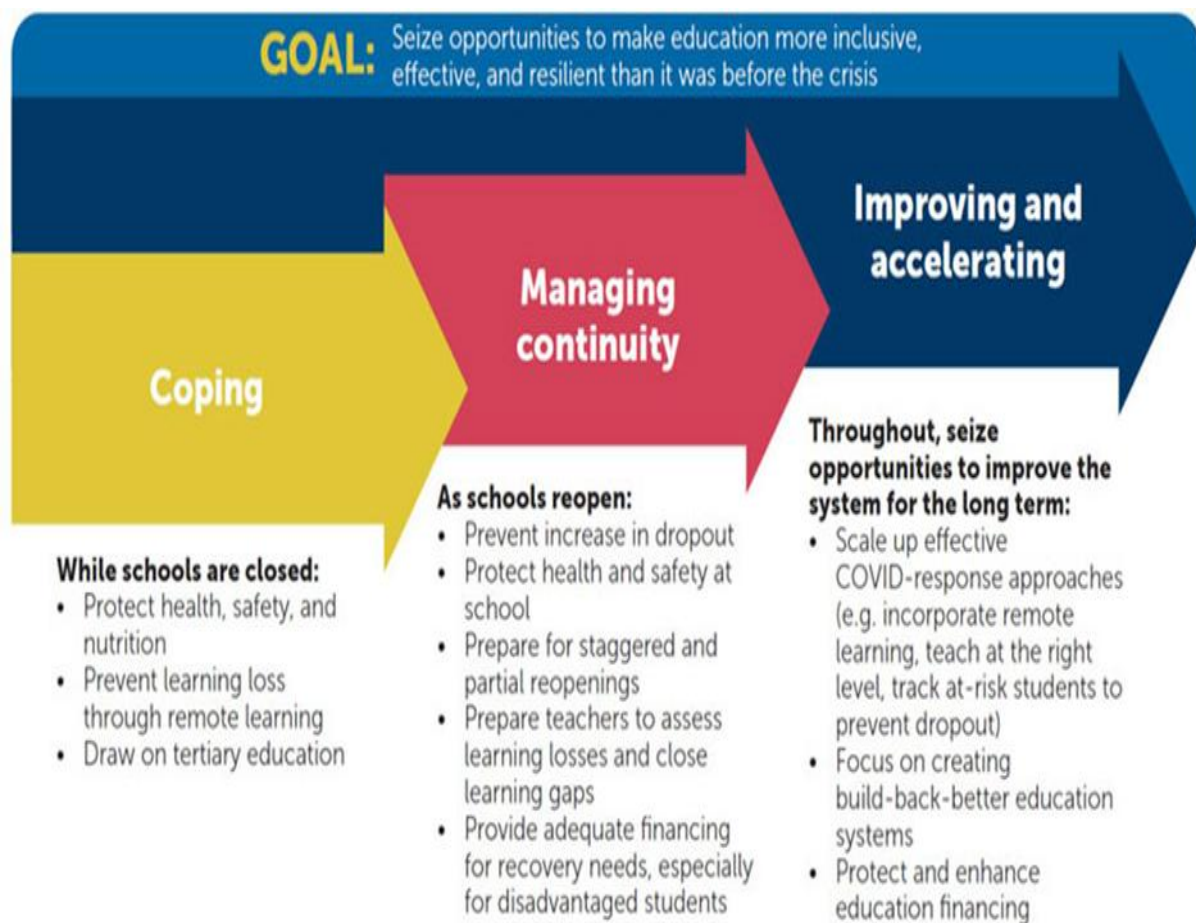 GOAL: Seize opportunities to make education more inclusive,
effective, and resilient than it was before the crisis
Coping
While schools are closed:
• Protect health, safety, and
nutrition
• Prevent learning loss
through remote learning
• Draw on tertiary education
Managing
continuity
As schools reopen:
• Prevent increase in dropout
• Protect health and safety at
school
• Prepare for staggered and
partial reopenings
• Prepare teachers to assess
learning losses and close
learning gaps
• Provide adequate financing
for recovery needs, especially
for disadvantaged students
Improving and
accelerating
Throughout, seize
opportunities to improve the
system for the long term:
• Scale up effective
COVID-response approaches
(e.g. incorporate remote
learning, teach at the right
level, track at-risk students to
prevent dropout)
• Focus on creating
build-back-better education
systems
• Protect and enhance
education financing